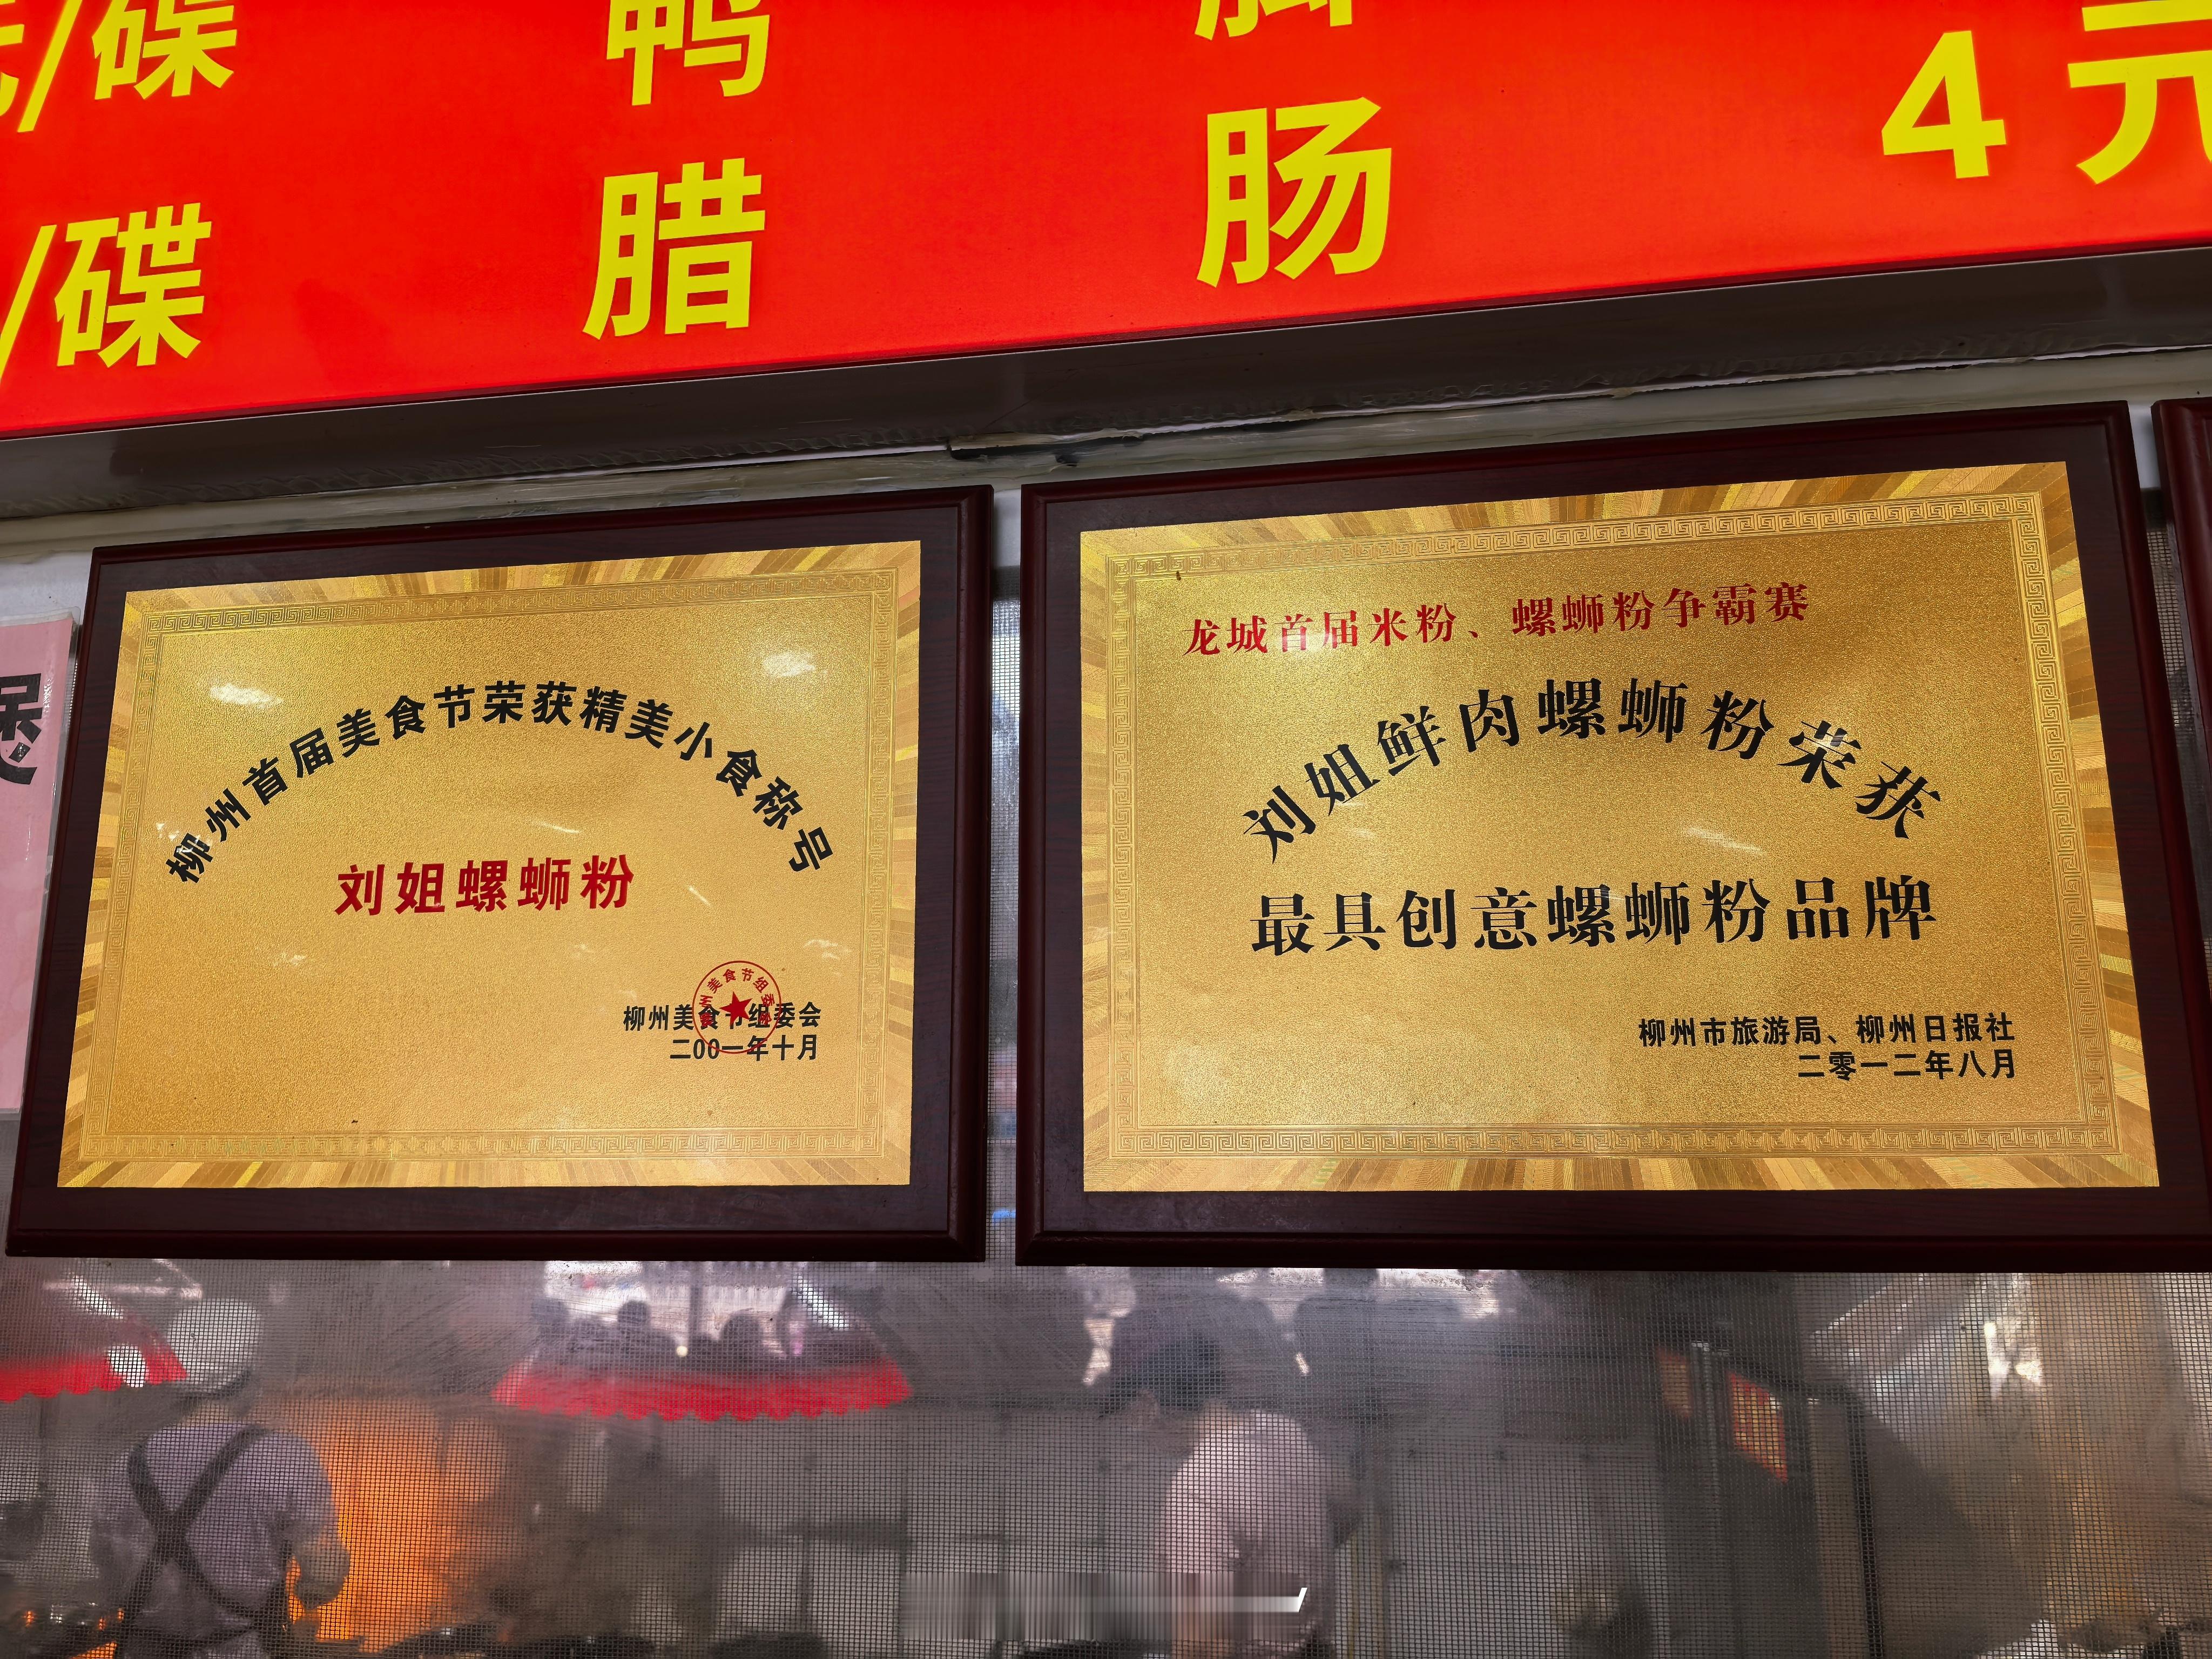 元/碟
鸭
脚
4元
/碟
腊
肠
柳州首届美食节荣获精美小食称号
刘姐螺蛳粉
柳州美食节组委会
二00一年十月
龙城首届米粉、螺蛳粉争霸赛
刘姐鲜肉螺蛳粉荣获
最具创意螺蛳粉品牌
柳州市旅游局、柳州日报社
二零一二年八月